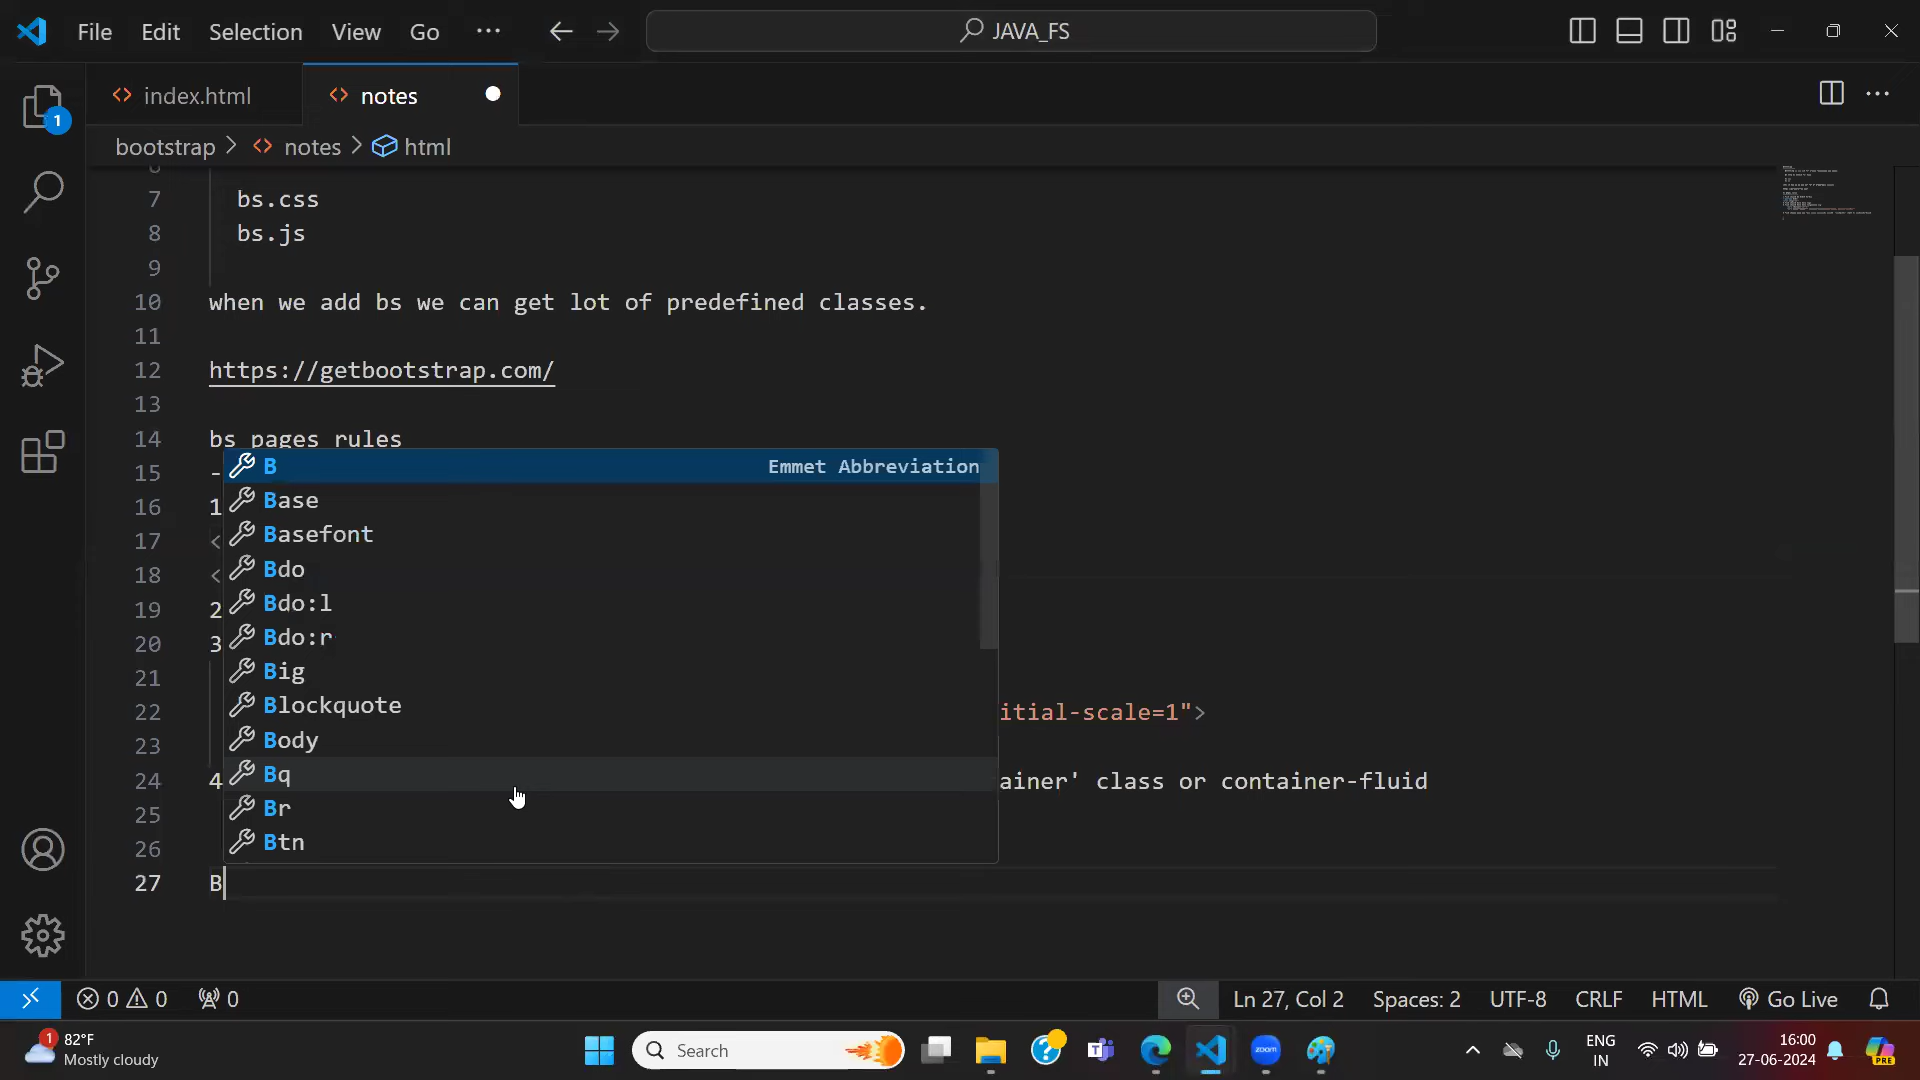 File Edit Selection View Go ··· JAVA_FS
index.html notes
bootstrap > notes > html
1
7 bs.css
8 bs.js
9
10 when we add bs we can get lot of predefined classes.
11
12 https://getbootstrap.com/
13
14 bs pages rules
15 -
16 1
17 <
18 <
19 2
20 3
21
22 itial-scale=1">
23
24 4 ainer' class or container-fluid
25
26
27 B
B Emmet Abbreviation
Base
Basefont
Bdo
Bdo:l
Bdo:r
Big
Blockquote
Body
Bq
Br
Btn
0 0 0 Ln 27, Col 2 Spaces: 2 UTF-8 CRLF HTML Go Live
1 82°F
Mostly cloudy
Search
zoom
ENG
IN
16:00
27-06-2024
PRE